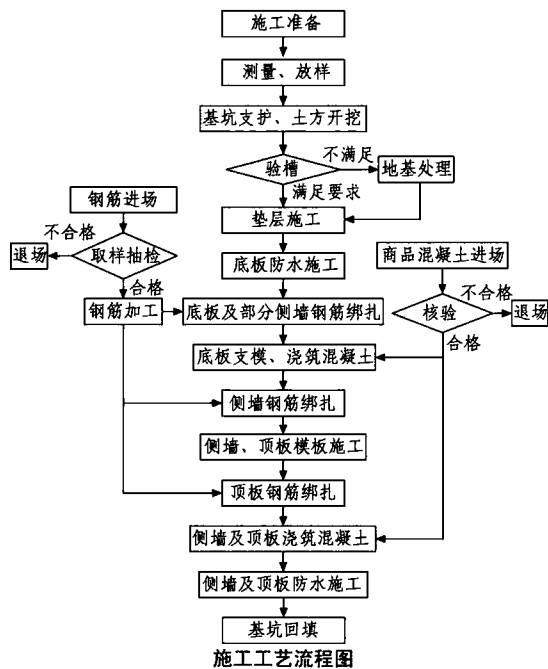 施工准备
测量、放样
基坑支护、土方开挖
不满足
验槽
地基处理
满足要求
钢筋进场
垫层施工
不合格
退场
取样抽检
底板防水施工
商品混凝土进场
合格
钢筋加工
底板及部分侧墙钢筋绑扎
核验
不合格
退场
合格
底板支模、浇筑混凝土
侧墙钢筋绑扎
侧墙、顶板模板施工
顶板钢筋绑扎
侧墙及顶板浇筑混凝土
侧墙及顶板防水施工
基坑回填
施工工艺流程图